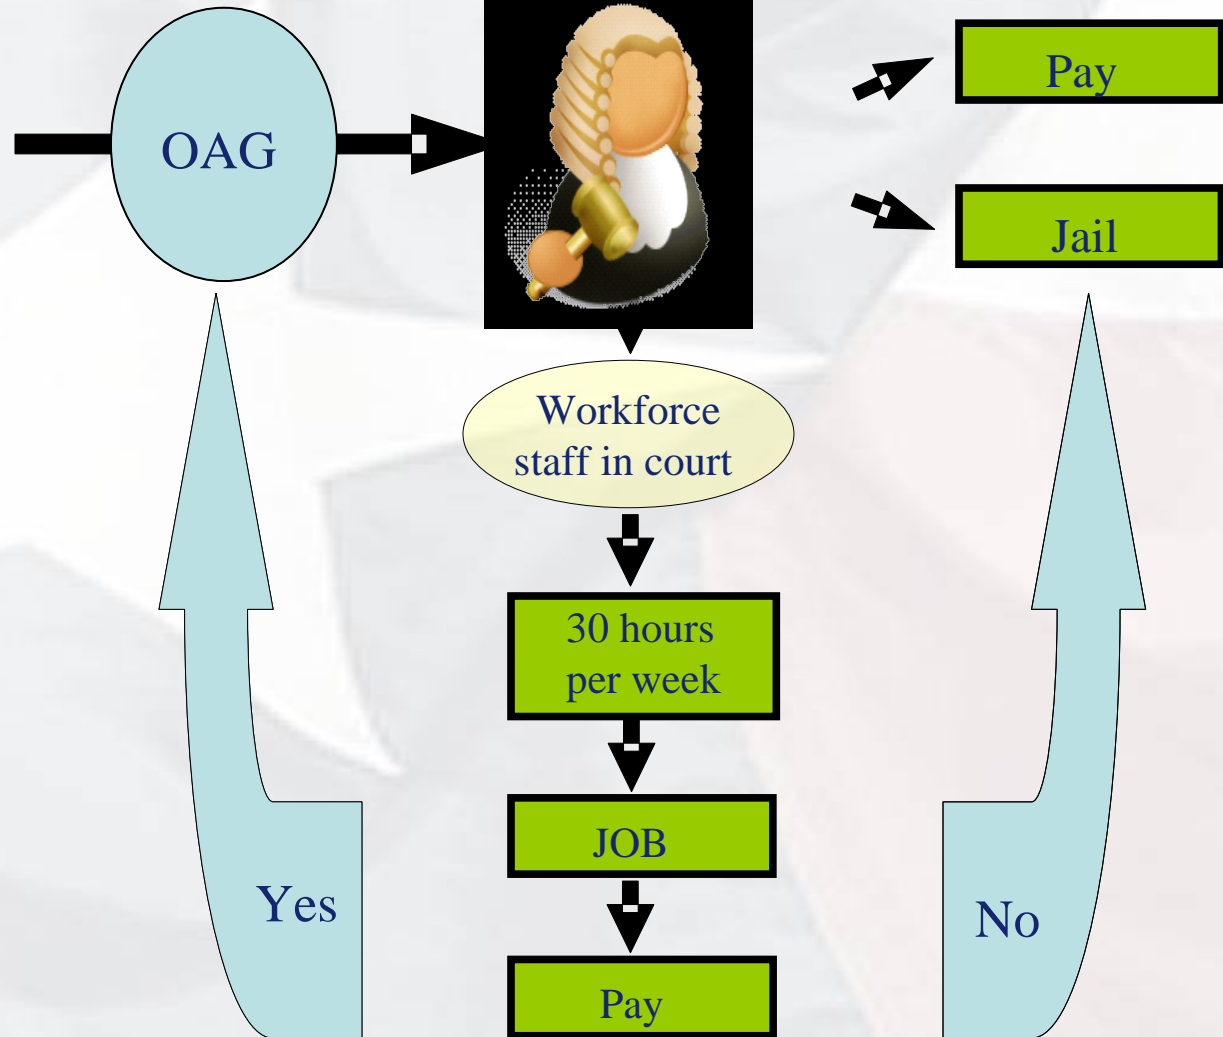 OAG
Pay
Jail
Workforce
staff in court
30 hours
per week
JOB
Yes
No
Pay